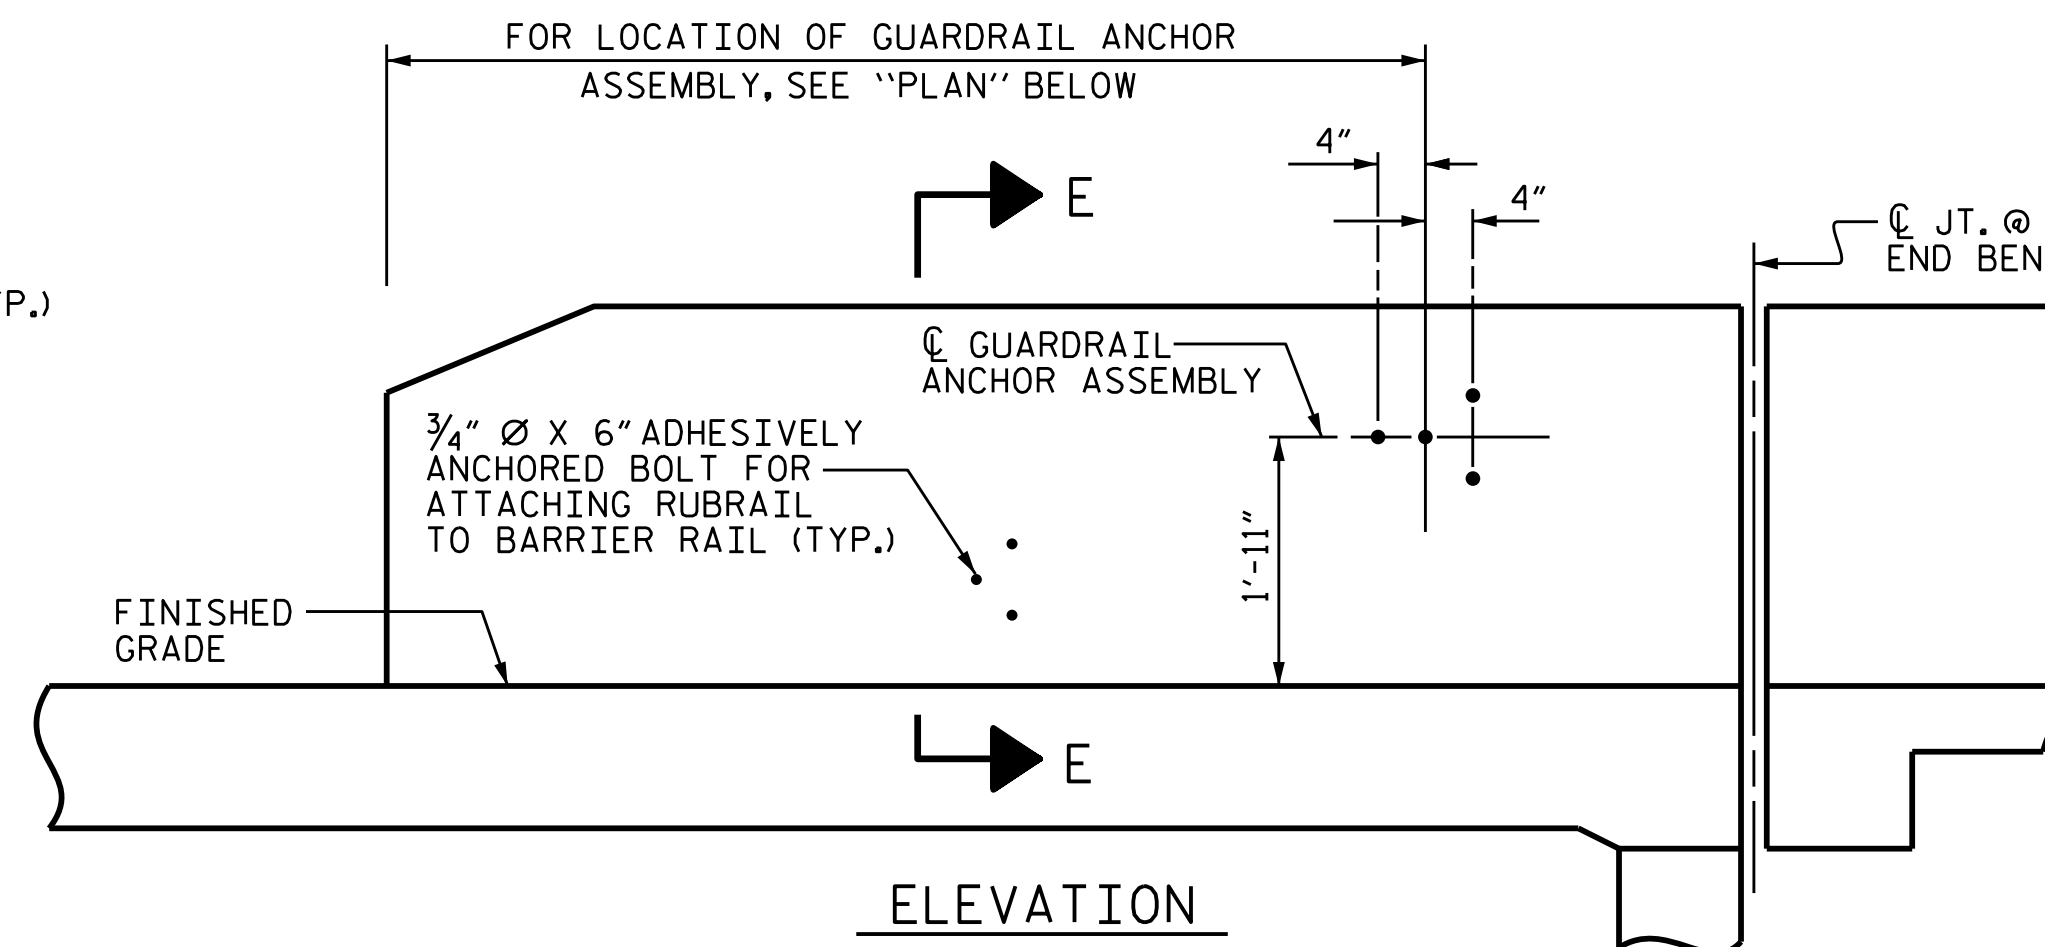 FOR LOCATION OF GUARDRAIL ANCHOR
ASSEMBLY, SEE ‵‵PLAN″ BELOW
4″
E
4″
℄ JT. @
END BEN
P.)
℄ GUARDRAIL
ANCHOR ASSEMBLY
¾″ Ø X 6″ ADHESIVELY
ANCHORED BOLT FOR
ATTACHING RUBRAIL
TO BARRIER RAIL (TYP.)
1′-11″
FINISHED
GRADE
E
ELEVATION